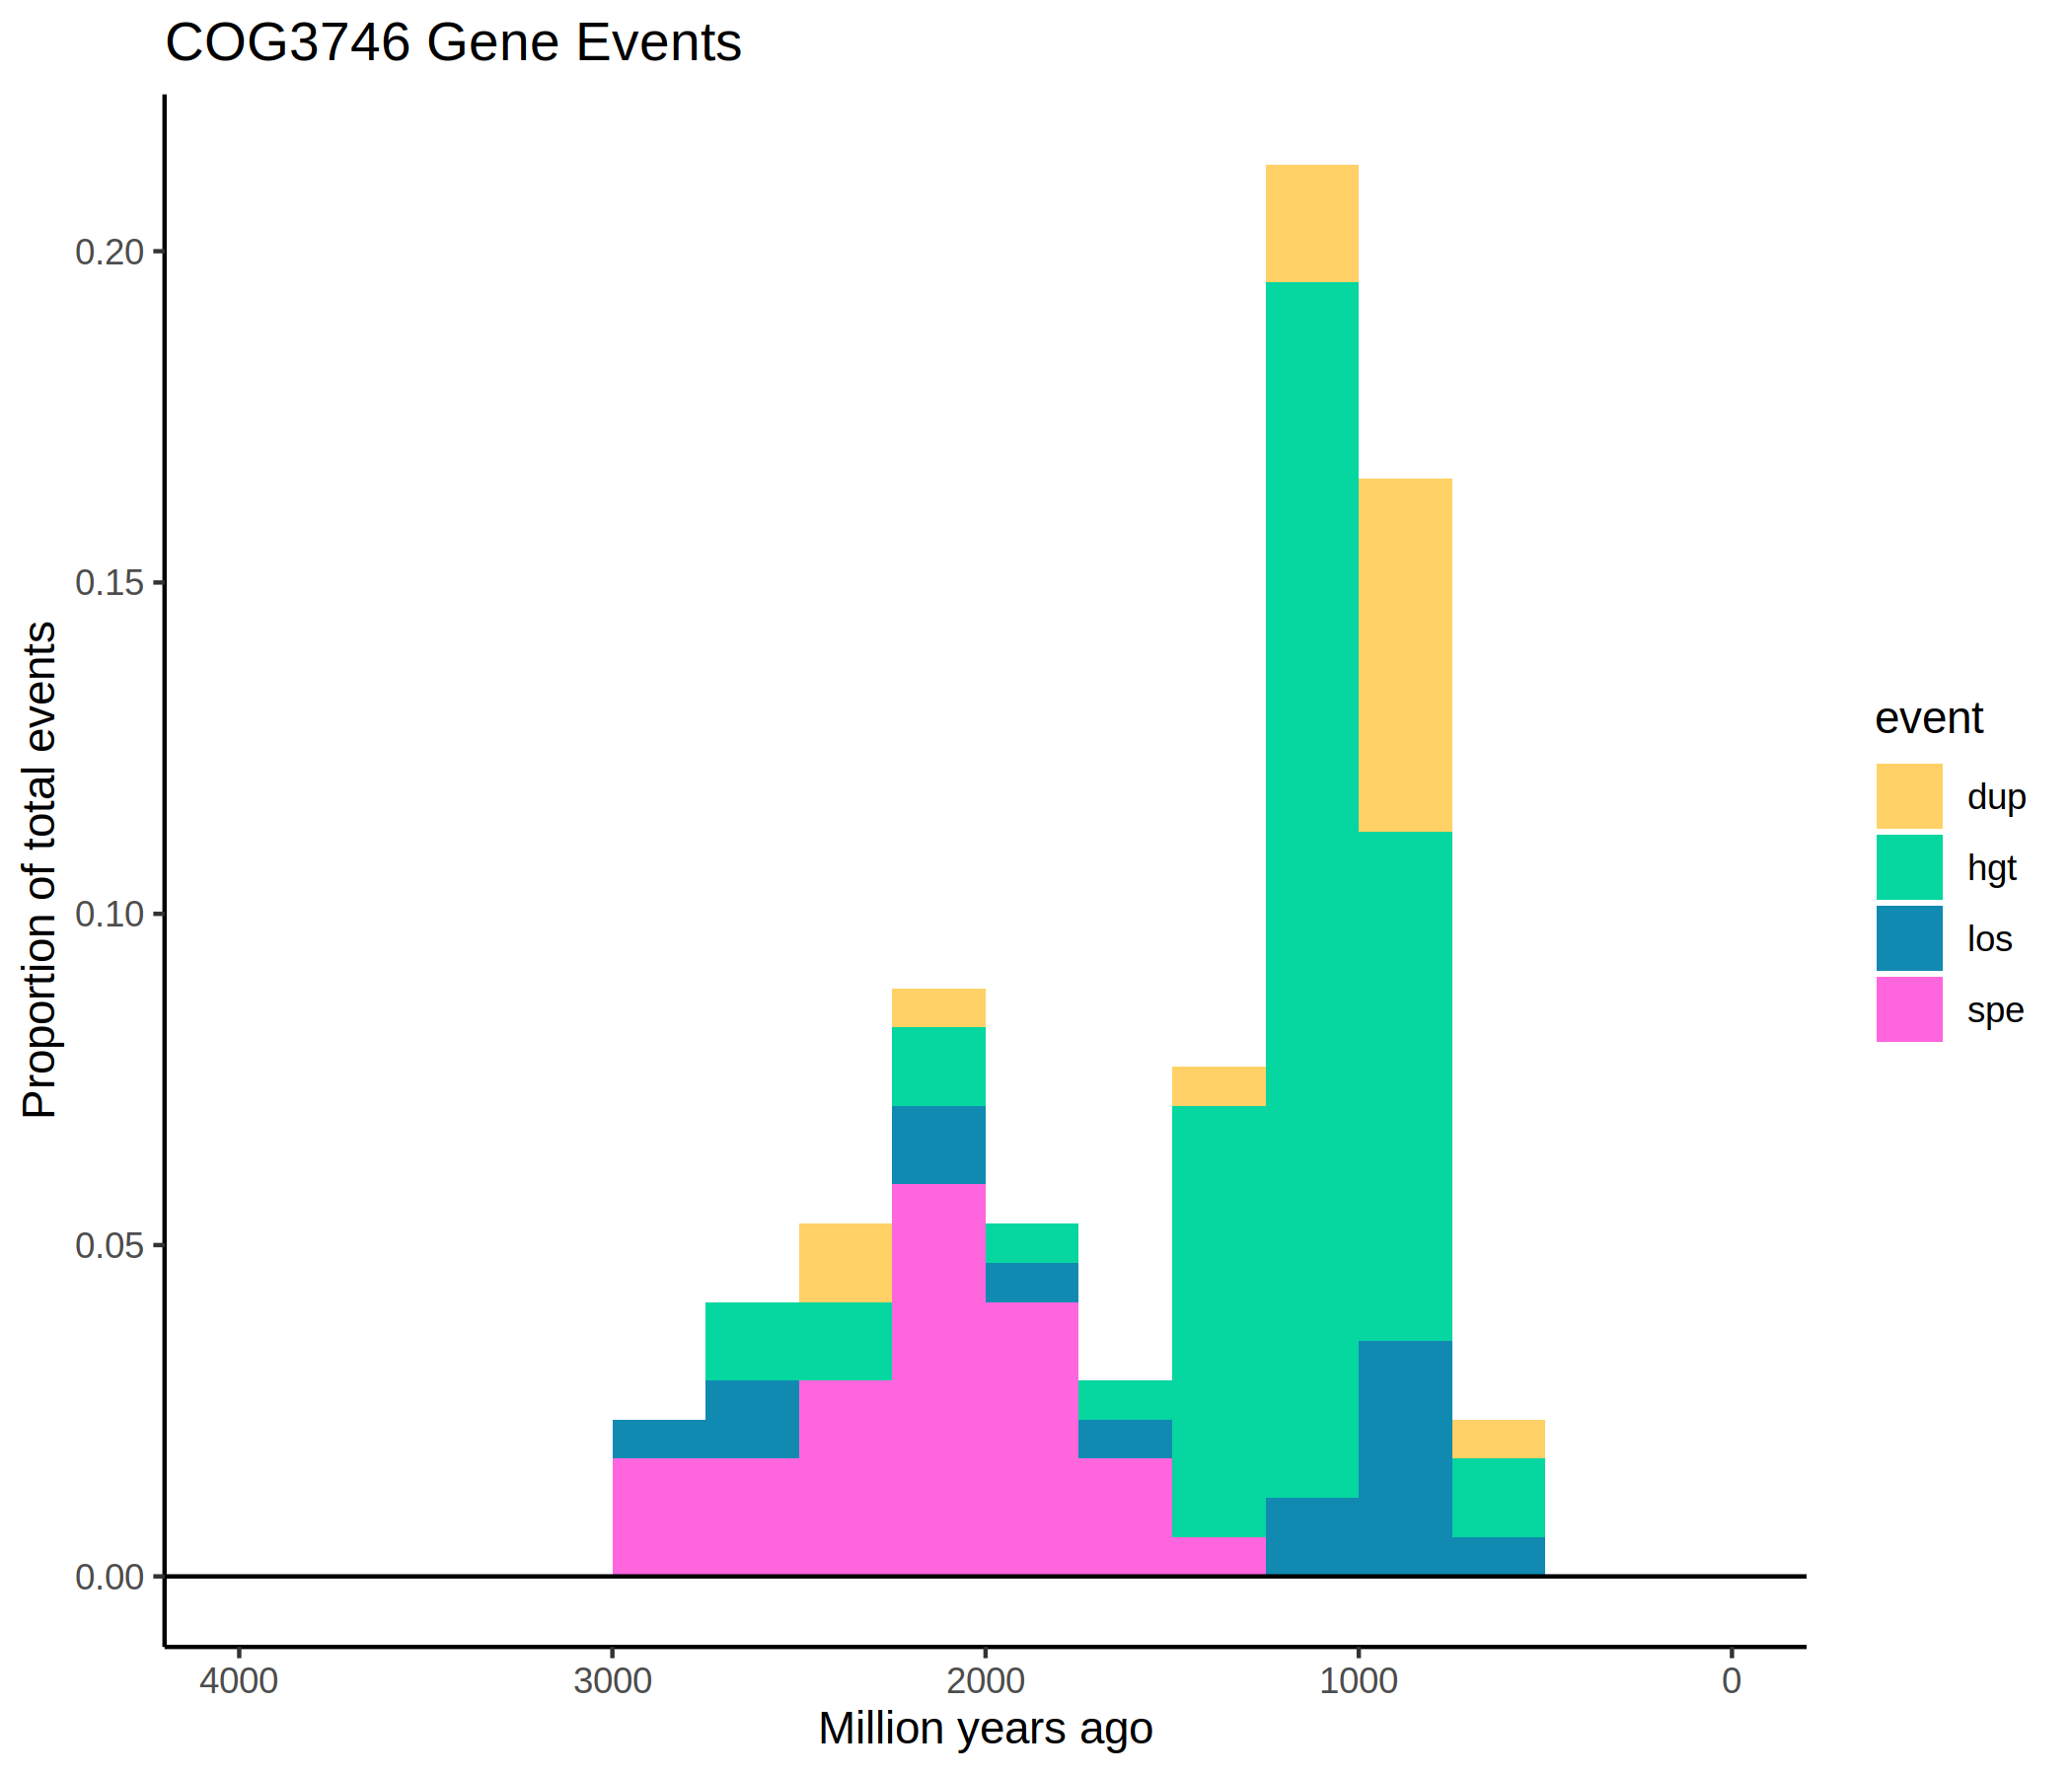 COG3746 Gene Events
Proportion of total events
0.20
0.15
0.10
0.05
0.00
4000 3000 2000 1000 0
Million years ago
event
dup
hgt
los
spe